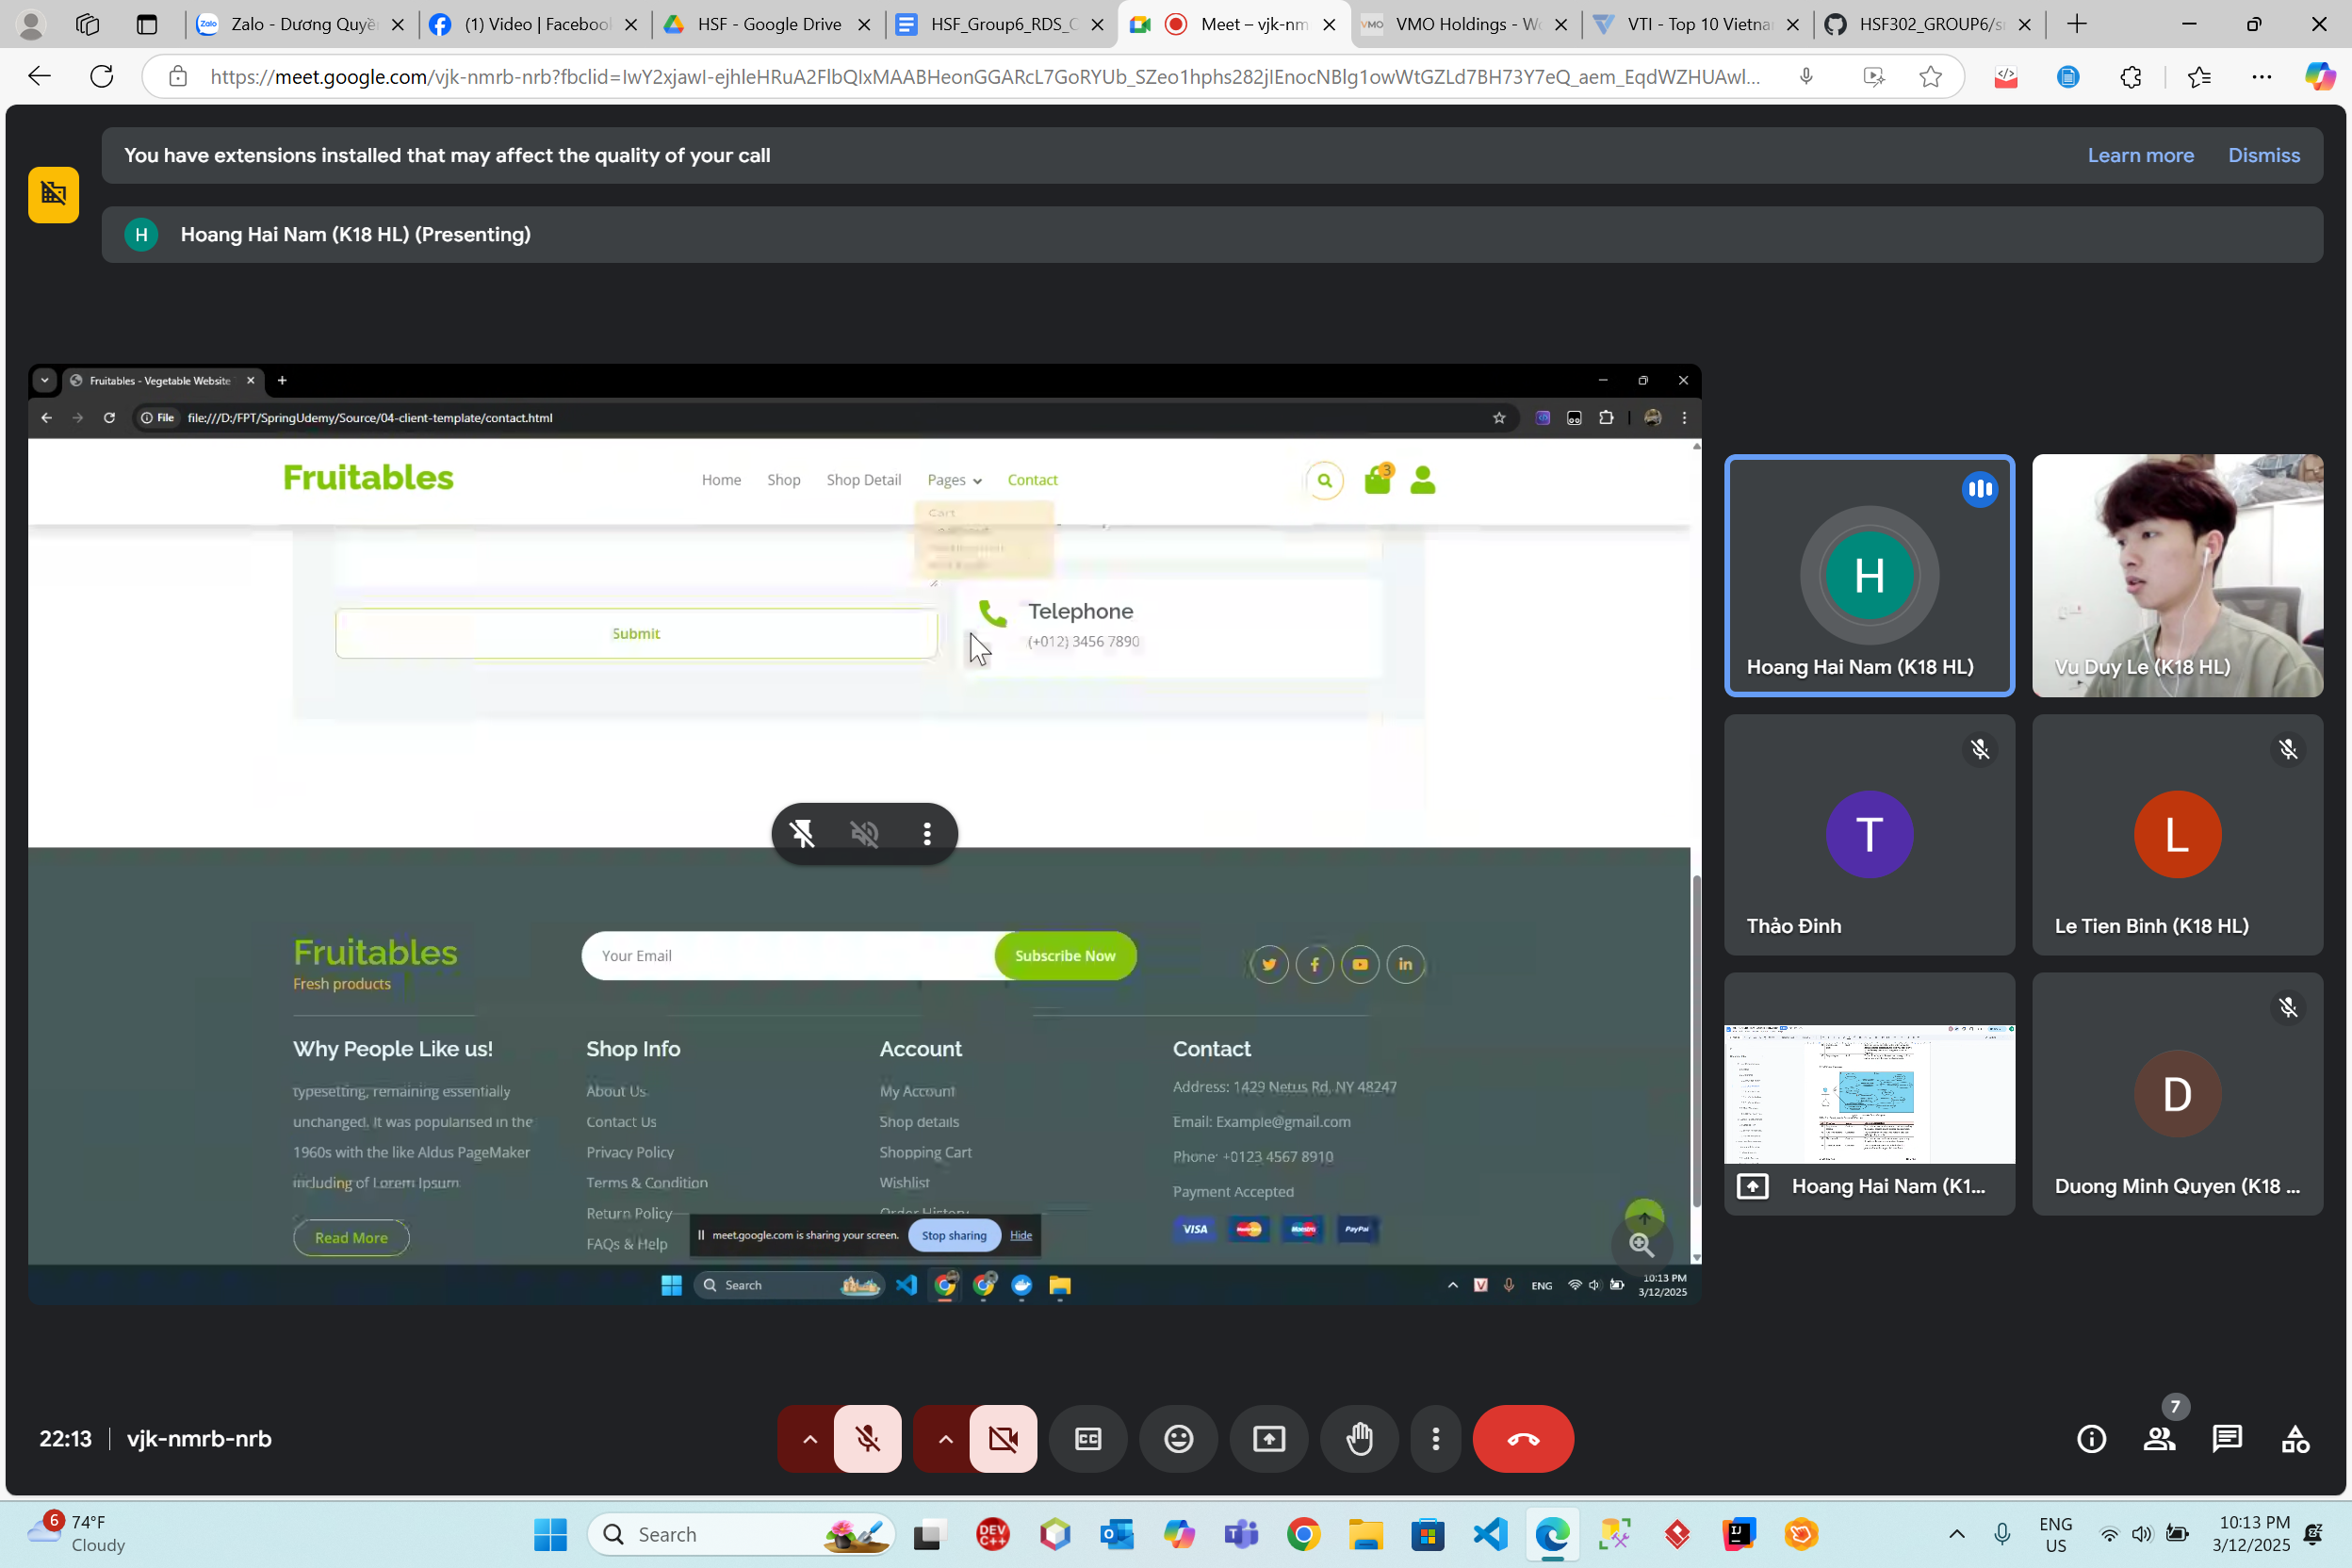 Zalo - Dương Quyề
(1) Video | Facebook
HSF - Google Drive
HSF_Group6_RDS_C
Meet – vjk-nm
VMO Holdings - Wo
VTI - Top 10 Vietna
HSF302_GROUP6/s
https://meet.google.com/vjk-nmrb-nrb?fbclid=IwY2xjawI-ejhleHRuA2FlbQIxMAABHeonGGARcL7GoRYUb_SZeo1hphs282jIEnocNBlg1owWtGZLd7BH73Y7eQ_aem_EqdWZHUAwl...
You have extensions installed that may affect the quality of your call
Learn more
Dismiss
H
Hoang Hai Nam (K18 HL) (Presenting)
Fruitables - Vegetable Website
File
file:///D:/FPT/SpringUdemy/Source/04-client-template/contact.html
Fruitables
Home
Shop
Shop Detail
Pages
Contact
3
Cart
Telephone
(+012) 3456 7890
Submit
Fruitables
Fresh products
Your Email
Subscribe Now
Why People Like us!
typesetting, remaining essentially
unchanged. It was popularised in the
1960s with the like Aldus PageMaker
including of Lorem Ipsum.
Read More
Shop Info
About Us
Contact Us
Privacy Policy
Terms & Condition
Return Policy
FAQs & Help
Account
My Account
Shop details
Shopping Cart
Wishlist
Order History
Contact
Address: 1429 Netus Rd, NY 48247
Email: Example@gmail.com
Phone: +0123 4567 8910
Payment Accepted
VISA
Maestro
PayPal
meet.google.com is sharing your screen.
Stop sharing
Hide
Search
ENG
10:13 PM
3/12/2025
H
Hoang Hai Nam (K18 HL)
Vu Duy Le (K18 HL)
T
Thảo Đinh
L
Le Tien Binh (K18 HL)
Hoang Hai Nam (K1...
D
Duong Minh Quyen (K18 ...
22:13
vjk-nmrb-nrb
CC
7
6
74°F
Cloudy
Search
DEV C++
ENG
US
10:13 PM
3/12/2025